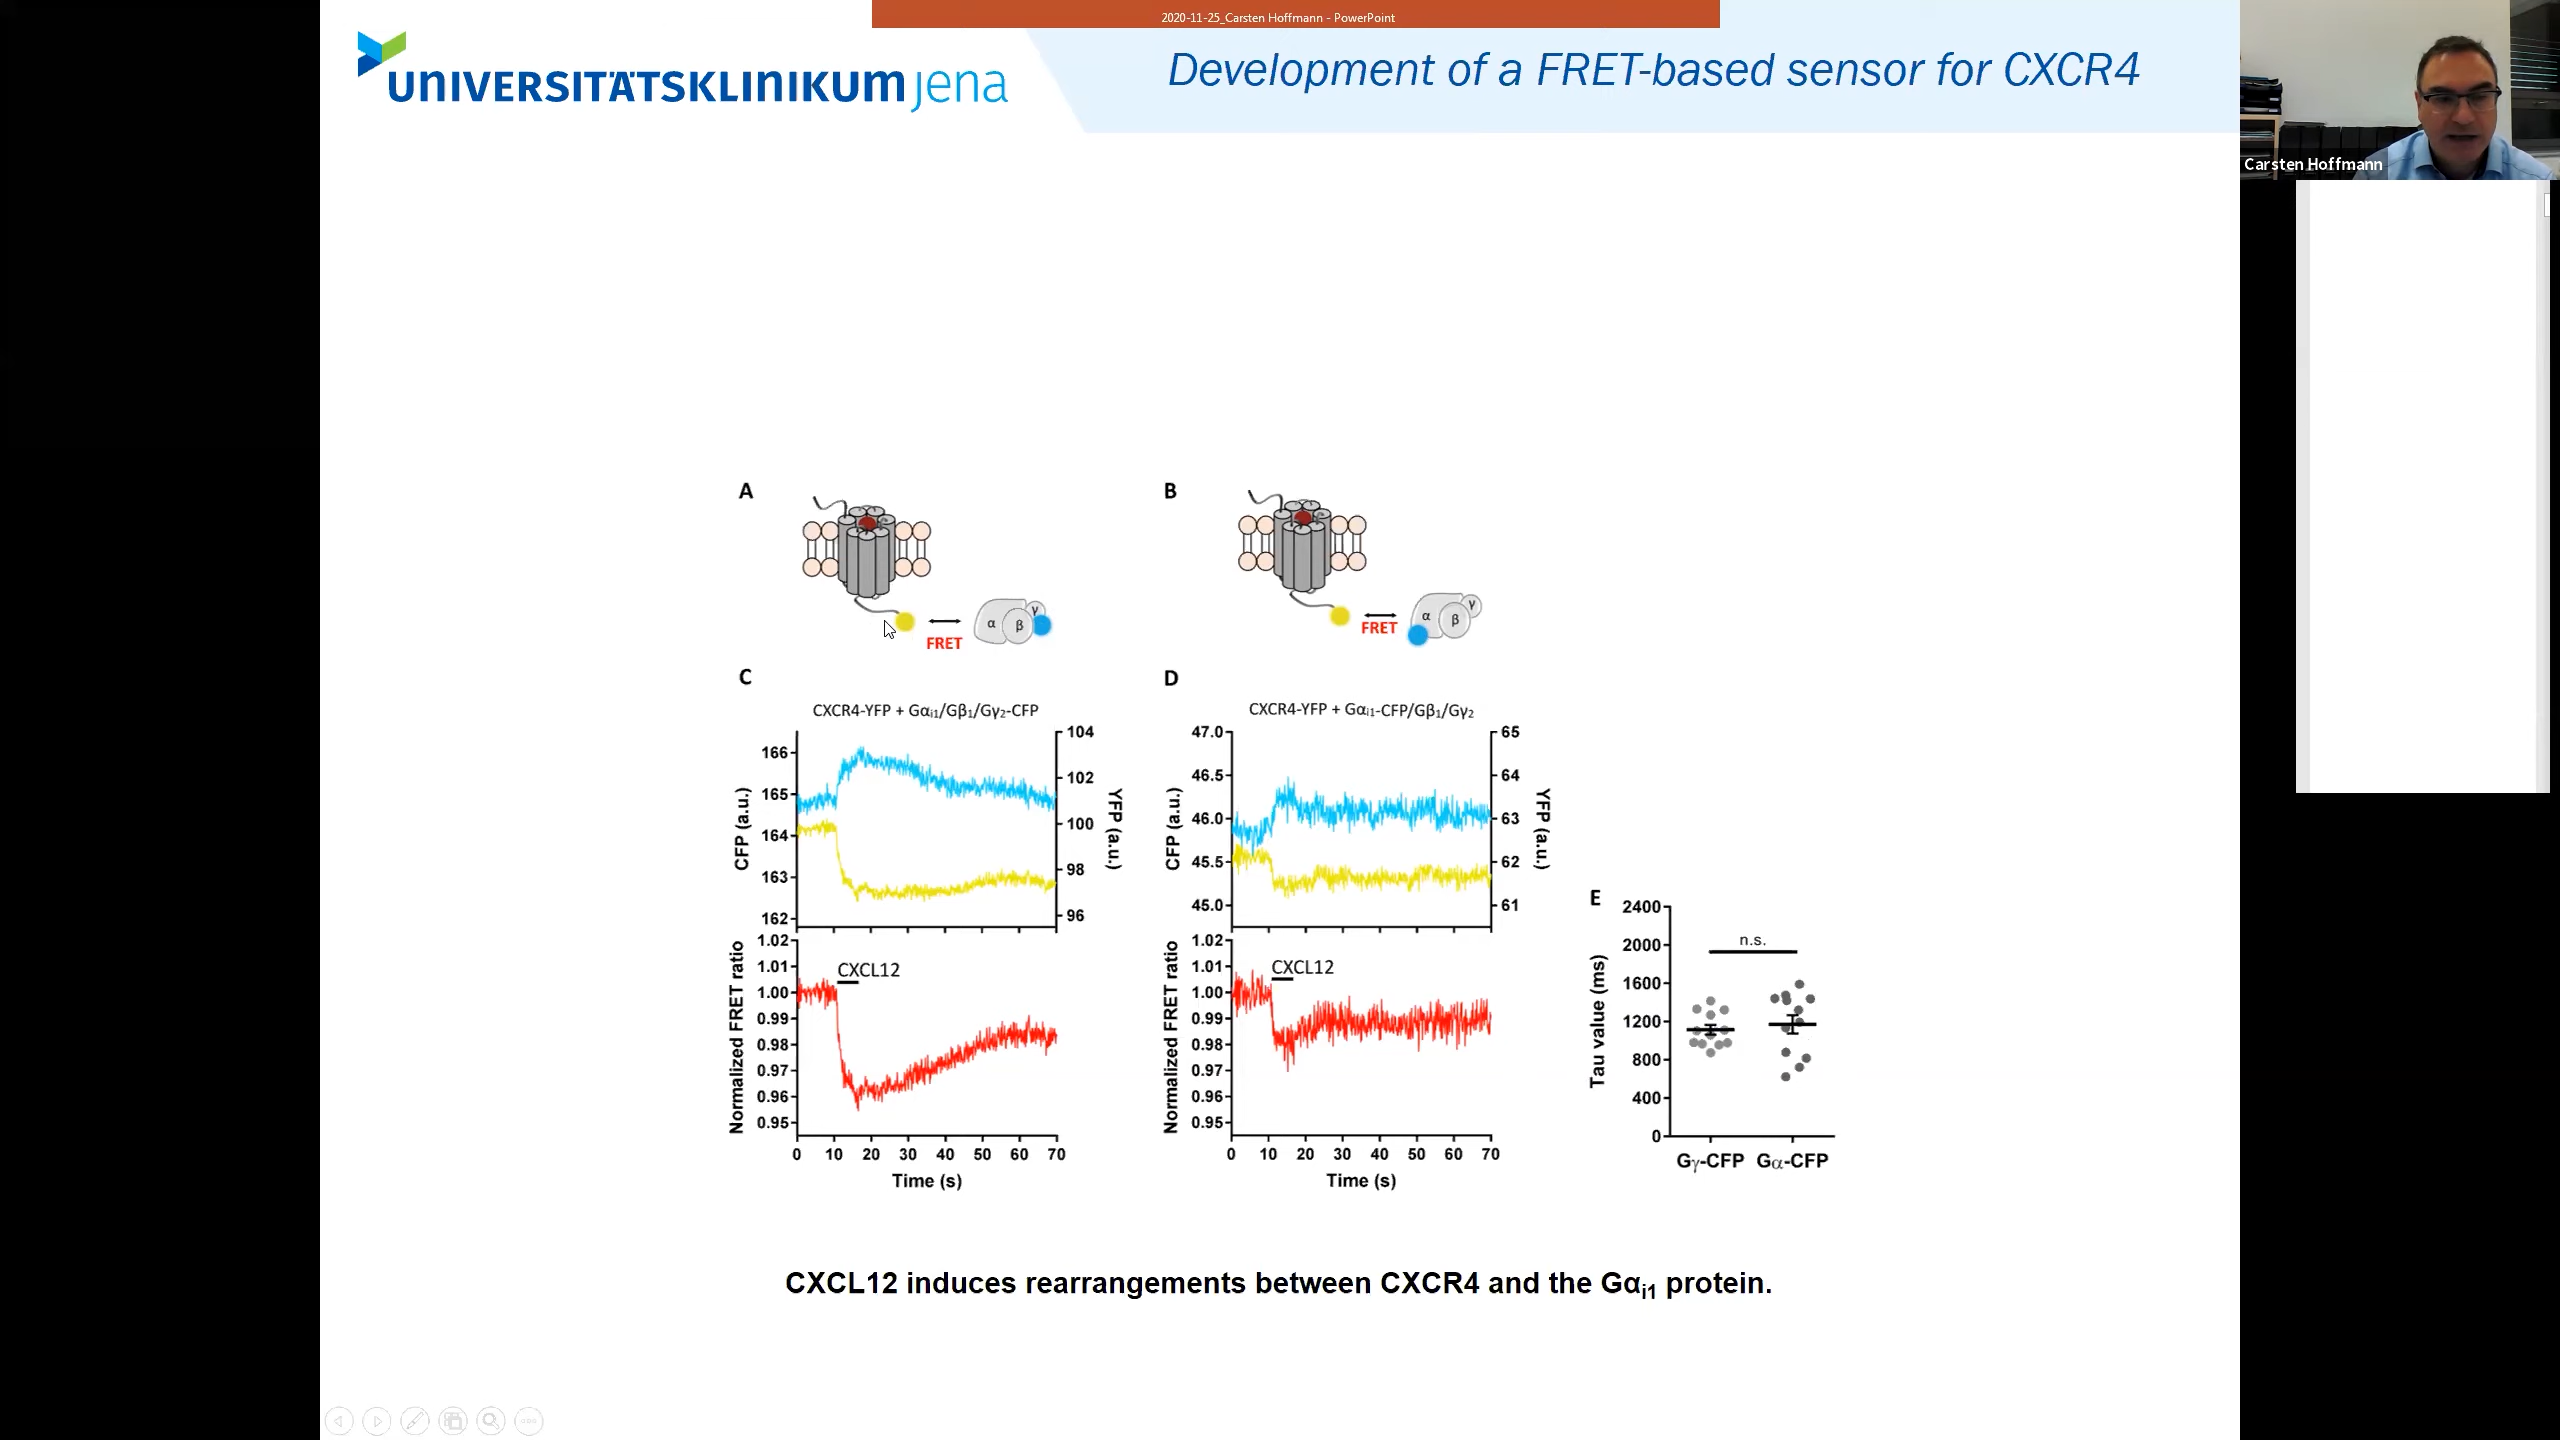 2020-11-25_Carsten Hoffmann - PowerPoint
UNIVERSITÄTSKLINIKUM jena
Development of a FRET-based sensor for CXCR4
Carsten Hoffmann
A
α
β
γ
FRET
B
α
β
γ
FRET
C
CXCR4-YFP + Gαi1/Gβ1/Gγ2-CFP
166
165
164
163
162
CFP (a.u.)
104
102
100
98
96
YFP (a.u.)
1.02
1.01
1.00
0.99
0.98
0.97
0.96
0.95
Normalized FRET ratio
CXCL12
0 10 20 30 40 50 60 70
Time (s)
D
CXCR4-YFP + Gαi1-CFP/Gβ1/Gγ2
47.0
46.5
46.0
45.5
45.0
CFP (a.u.)
65
64
63
62
61
YFP (a.u.)
1.02
1.01
1.00
0.99
0.98
0.97
0.96
0.95
Normalized FRET ratio
CXCL12
0 10 20 30 40 50 60 70
Time (s)
E
2400
2000
1600
1200
800
400
0
Tau value (ms)
n.s.
Gγ-CFP Gα-CFP
CXCL12 induces rearrangements between CXCR4 and the Gαi1 protein.